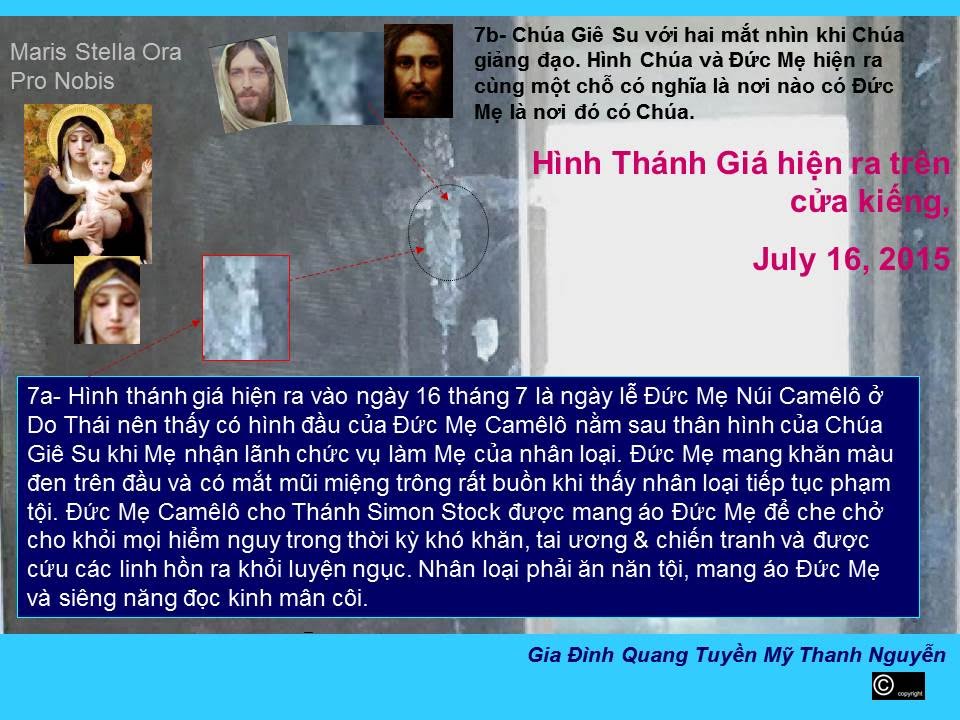 Maris Stella Ora
Pro Nobis
7b- Chúa Giê Su với hai mắt nhìn khi Chúa
giảng đạo. Hình Chúa và Đức Mẹ hiện ra
cùng một chỗ có nghĩa là nơi nào có Đức
Mẹ là nơi đó có Chúa.
Hình Thánh Giá hiện ra trên
cửa kiếng,
July 16, 2015
7a- Hình thánh giá hiện ra vào ngày 16 tháng 7 là ngày lễ Đức Mẹ Núi Camêlô ở
Do Thái nên thấy có hình đầu của Đức Mẹ Camêlô nằm sau thân hình của Chúa
Giê Su khi Mẹ nhận lãnh chức vụ làm Mẹ của nhân loại. Đức Mẹ mang khăn màu
đen trên đầu và có mắt mũi miệng trông rất buồn khi thấy nhân loại tiếp tục phạm
tội. Đức Mẹ Camêlô cho Thánh Simon Stock được mang áo Đức Mẹ để che chở
cho khỏi mọi hiểm nguy trong thời kỳ khó khăn, tai ương & chiến tranh và được
cứu các linh hồn ra khỏi luyện ngục. Nhân loại phải ăn năn tội, mang áo Đức Mẹ
và siêng năng đọc kinh mân côi.
Gia Đình Quang Tuyền Mỹ Thanh Nguyễn
© copyright